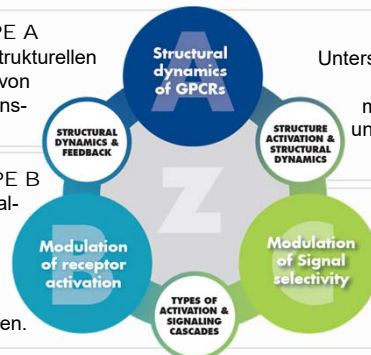 PE A
strukturellen
von
ns-
Structural
dynamics
of GPCRs
A
Unters
m
un
STRUCTURAL
DYNAMICS &
FEEDBACK
STRUCTURE
ACTIVATION &
STRUCTURAL
DYNAMICS
PE B
al-
Z
Modulation
of receptor
activation
B
Modulation
of Signal
selectivity
C
TYPES OF
ACTIVATION &
SIGNALING
CASCADES
en.